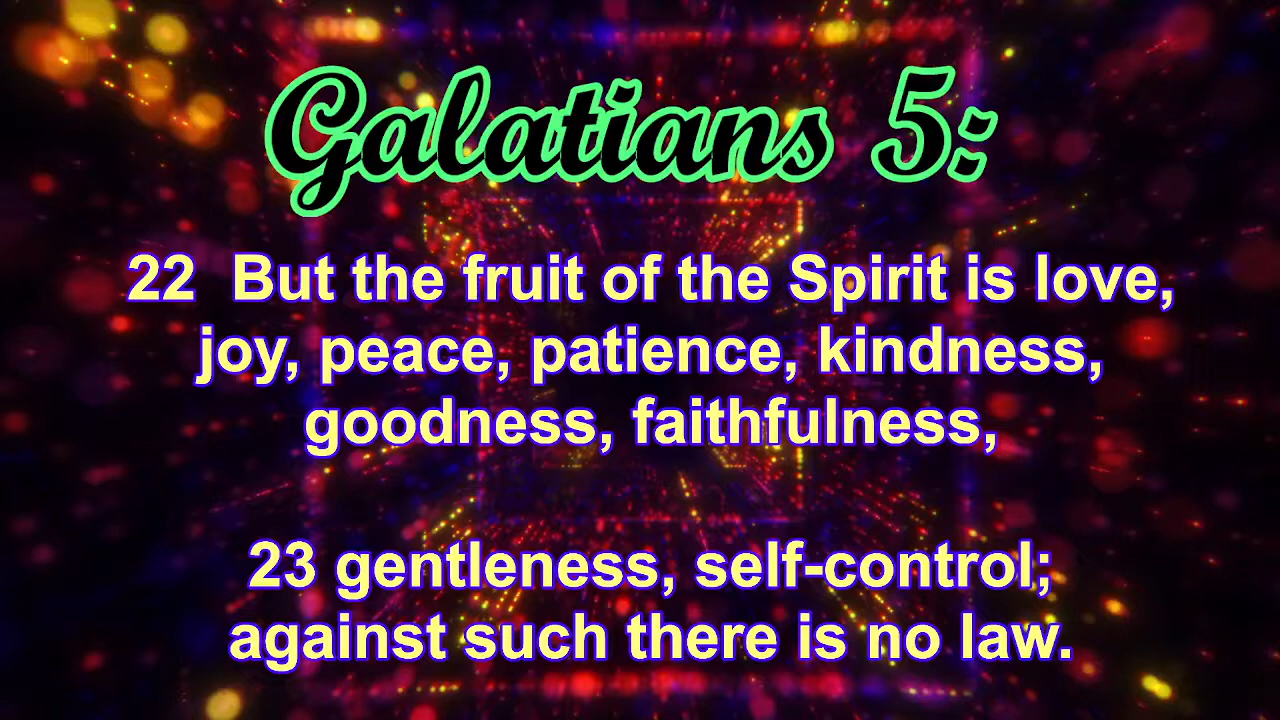 Galatians 5:
22  But the fruit of the Spirit is love,
joy, peace, patience, kindness,
goodness, faithfulness,
23 gentleness, self-control;
against such there is no law.